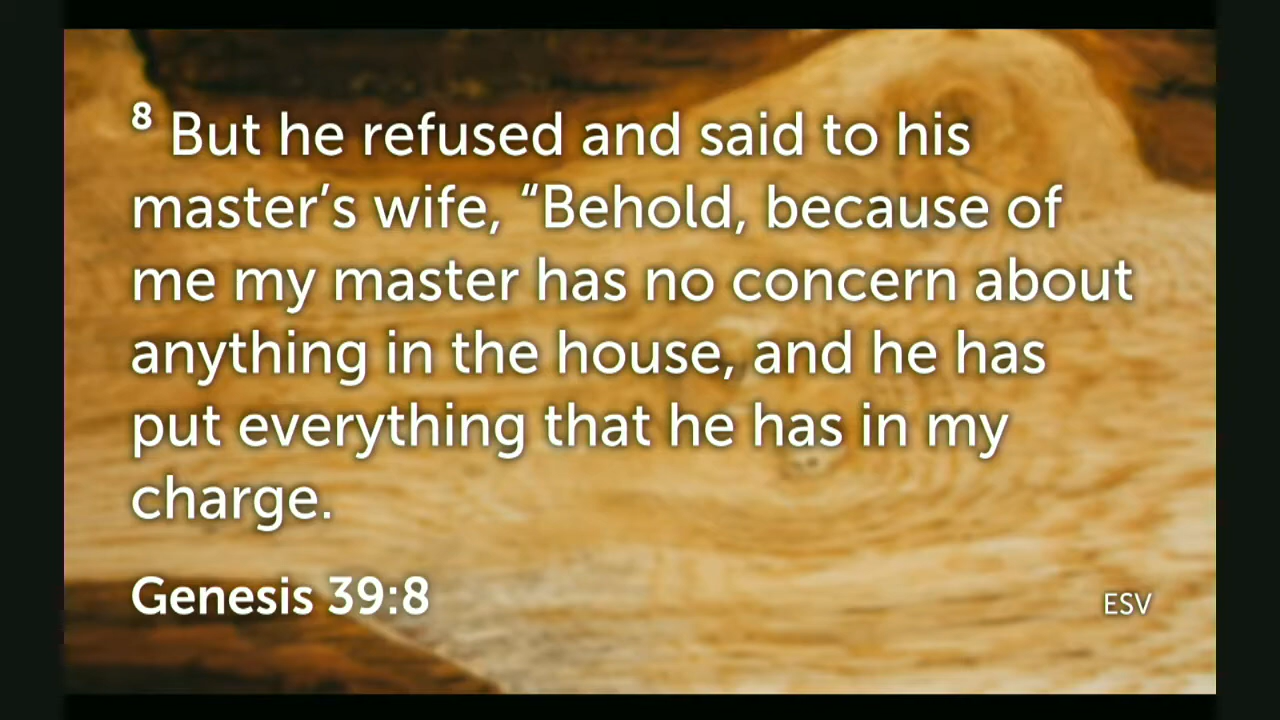 8 But he refused and said to his
master’s wife, “Behold, because of
me my master has no concern about
anything in the house, and he has
put everything that he has in my
charge.
Genesis 39:8
ESV